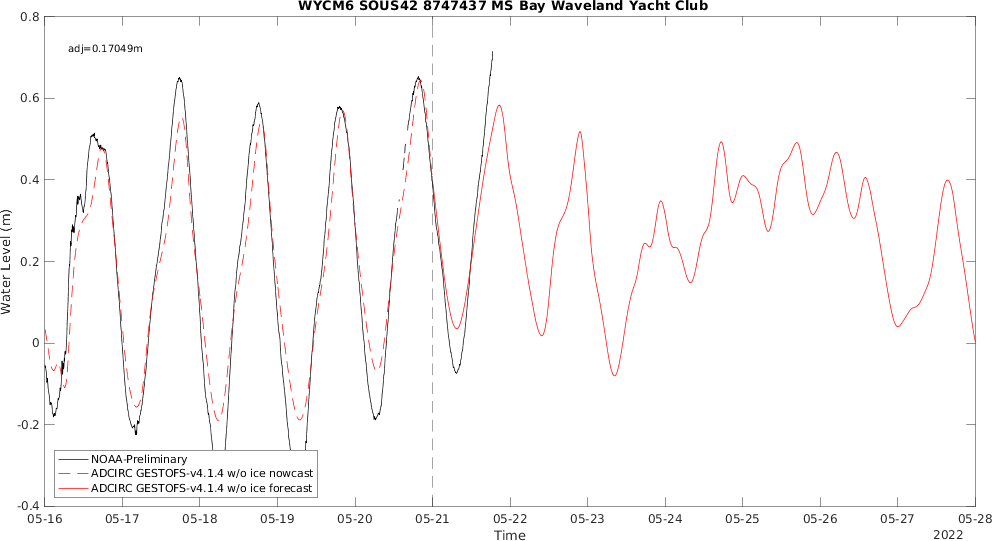 WYCM6 SOUS42 8747437 MS Bay Waveland Yacht Club
adj=0.17049m
Water Level (m)
0.8
0.6
0.4
0.2
0
-0.2
-0.4
NOAA-Preliminary
ADCIRC GESTOFS-v4.1.4 w/o ice nowcast
ADCIRC GESTOFS-v4.1.4 w/o ice forecast
05-16 05-17 05-18 05-19 05-20 05-21 05-22 05-23 05-24 05-25 05-26 05-27 05-28
Time
2022